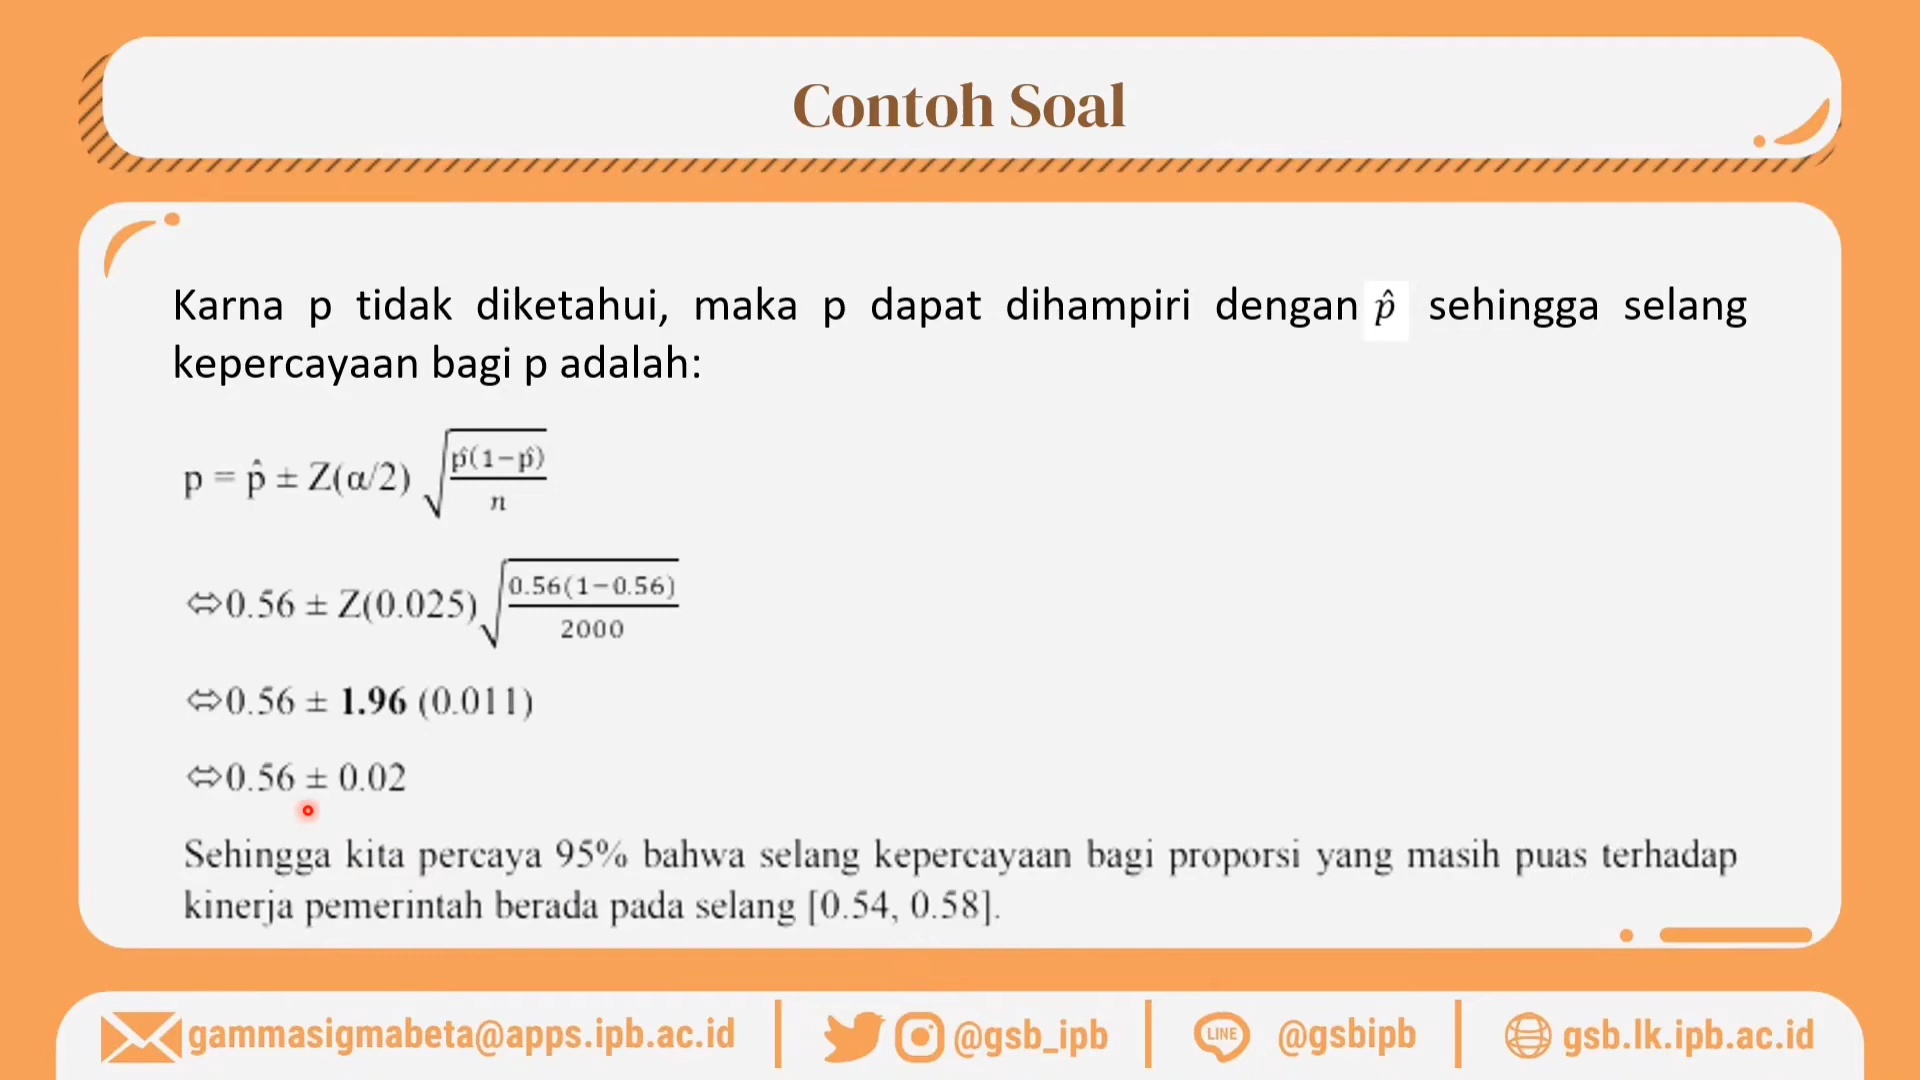 Contoh Soal
Karna p tidak diketahui, maka p dapat dihampiri dengan p̂ sehingga selang
kepercayaan bagi p adalah:
p = p̂ ± Z(α/2) √(p̂(1−p̂)/n)
⇔0.56 ± Z(0.025) √(0.56(1−0.56)/2000)
⇔0.56 ± 1.96 (0.011)
⇔0.56 ± 0.02
Sehingga kita percaya 95% bahwa selang kepercayaan bagi proporsi yang masih puas terhadap
kinerja pemerintah berada pada selang [0.54, 0.58].
gammasigmabeta@apps.ipb.ac.id | @gsb_ipb | LINE @gsbipb | gsb.lk.ipb.ac.id